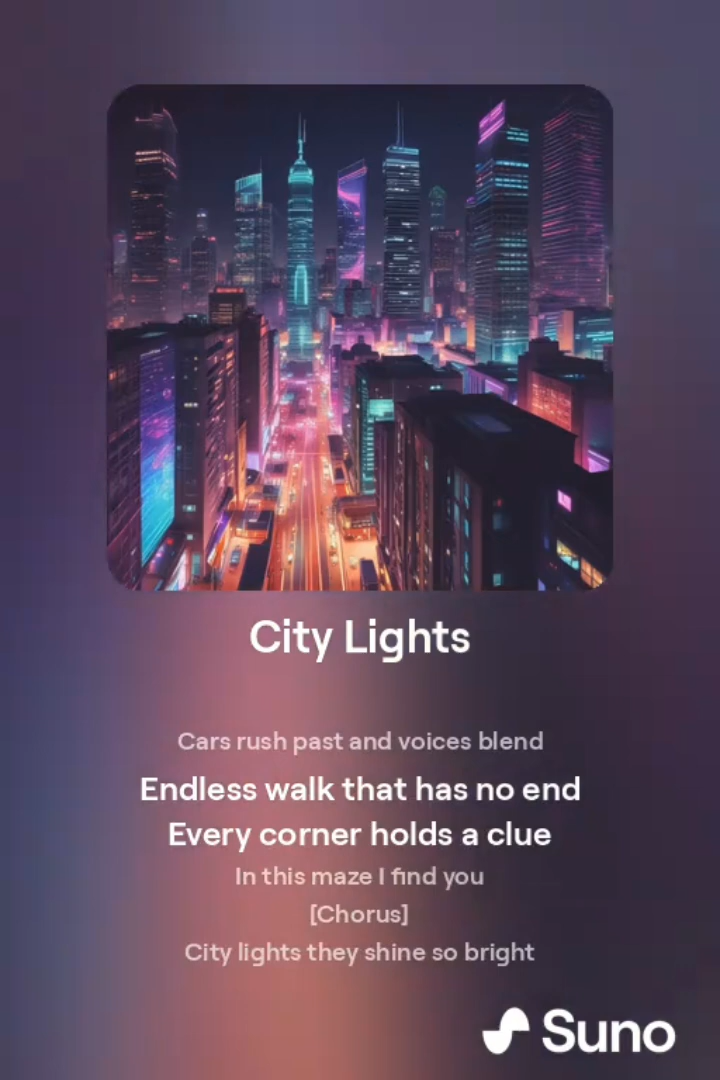 City Lights
Cars rush past and voices blend
Endless walk that has no end
Every corner holds a clue
In this maze I find you
[Chorus]
City lights they shine so bright
Suno